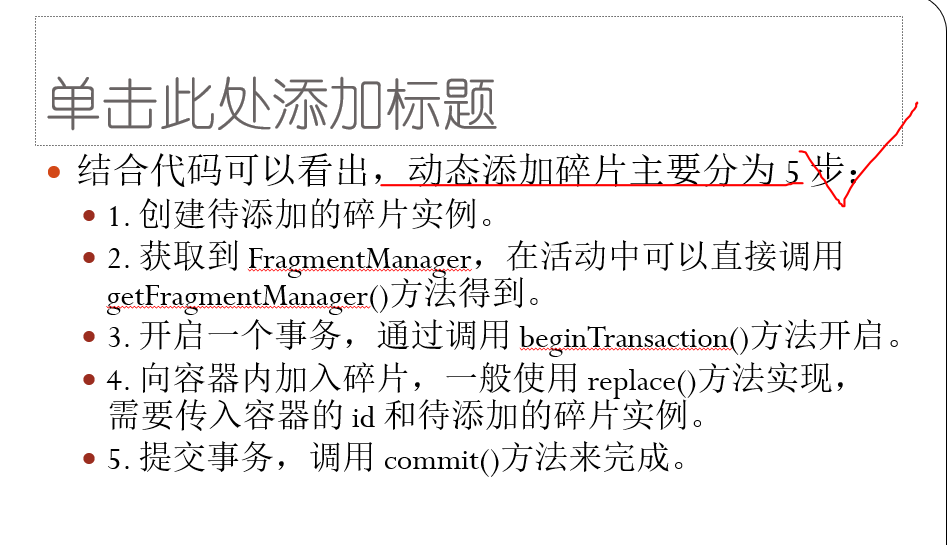 单击此处添加标题
结合代码可以看出，动态添加碎片主要分为 5 步：
1. 创建待添加的碎片实例。
2. 获取到 FragmentManager，在活动中可以直接调用
getFragmentManager()方法得到。
3. 开启一个事务，通过调用 beginTransaction()方法开启。
4. 向容器内加入碎片，一般使用 replace()方法实现，
需要传入容器的 id 和待添加的碎片实例。
5. 提交事务，调用 commit()方法来完成。